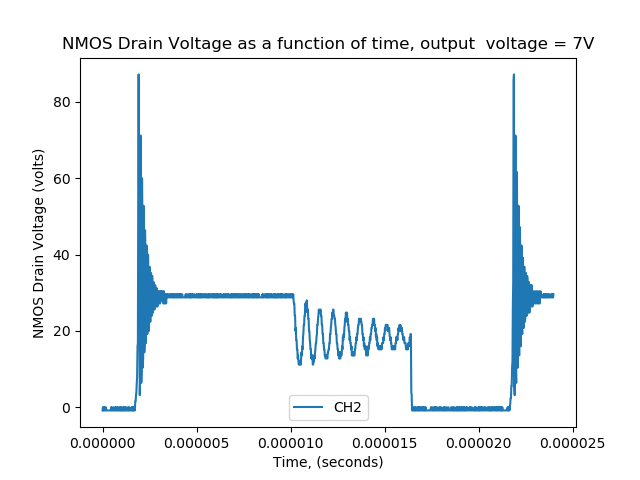 NMOS Drain Voltage as a function of time, output  voltage = 7V
NMOS Drain Voltage (volts)
80
60
40
20
0
CH2
0.000000 0.000005 0.000010 0.000015 0.000020 0.000025
Time, (seconds)